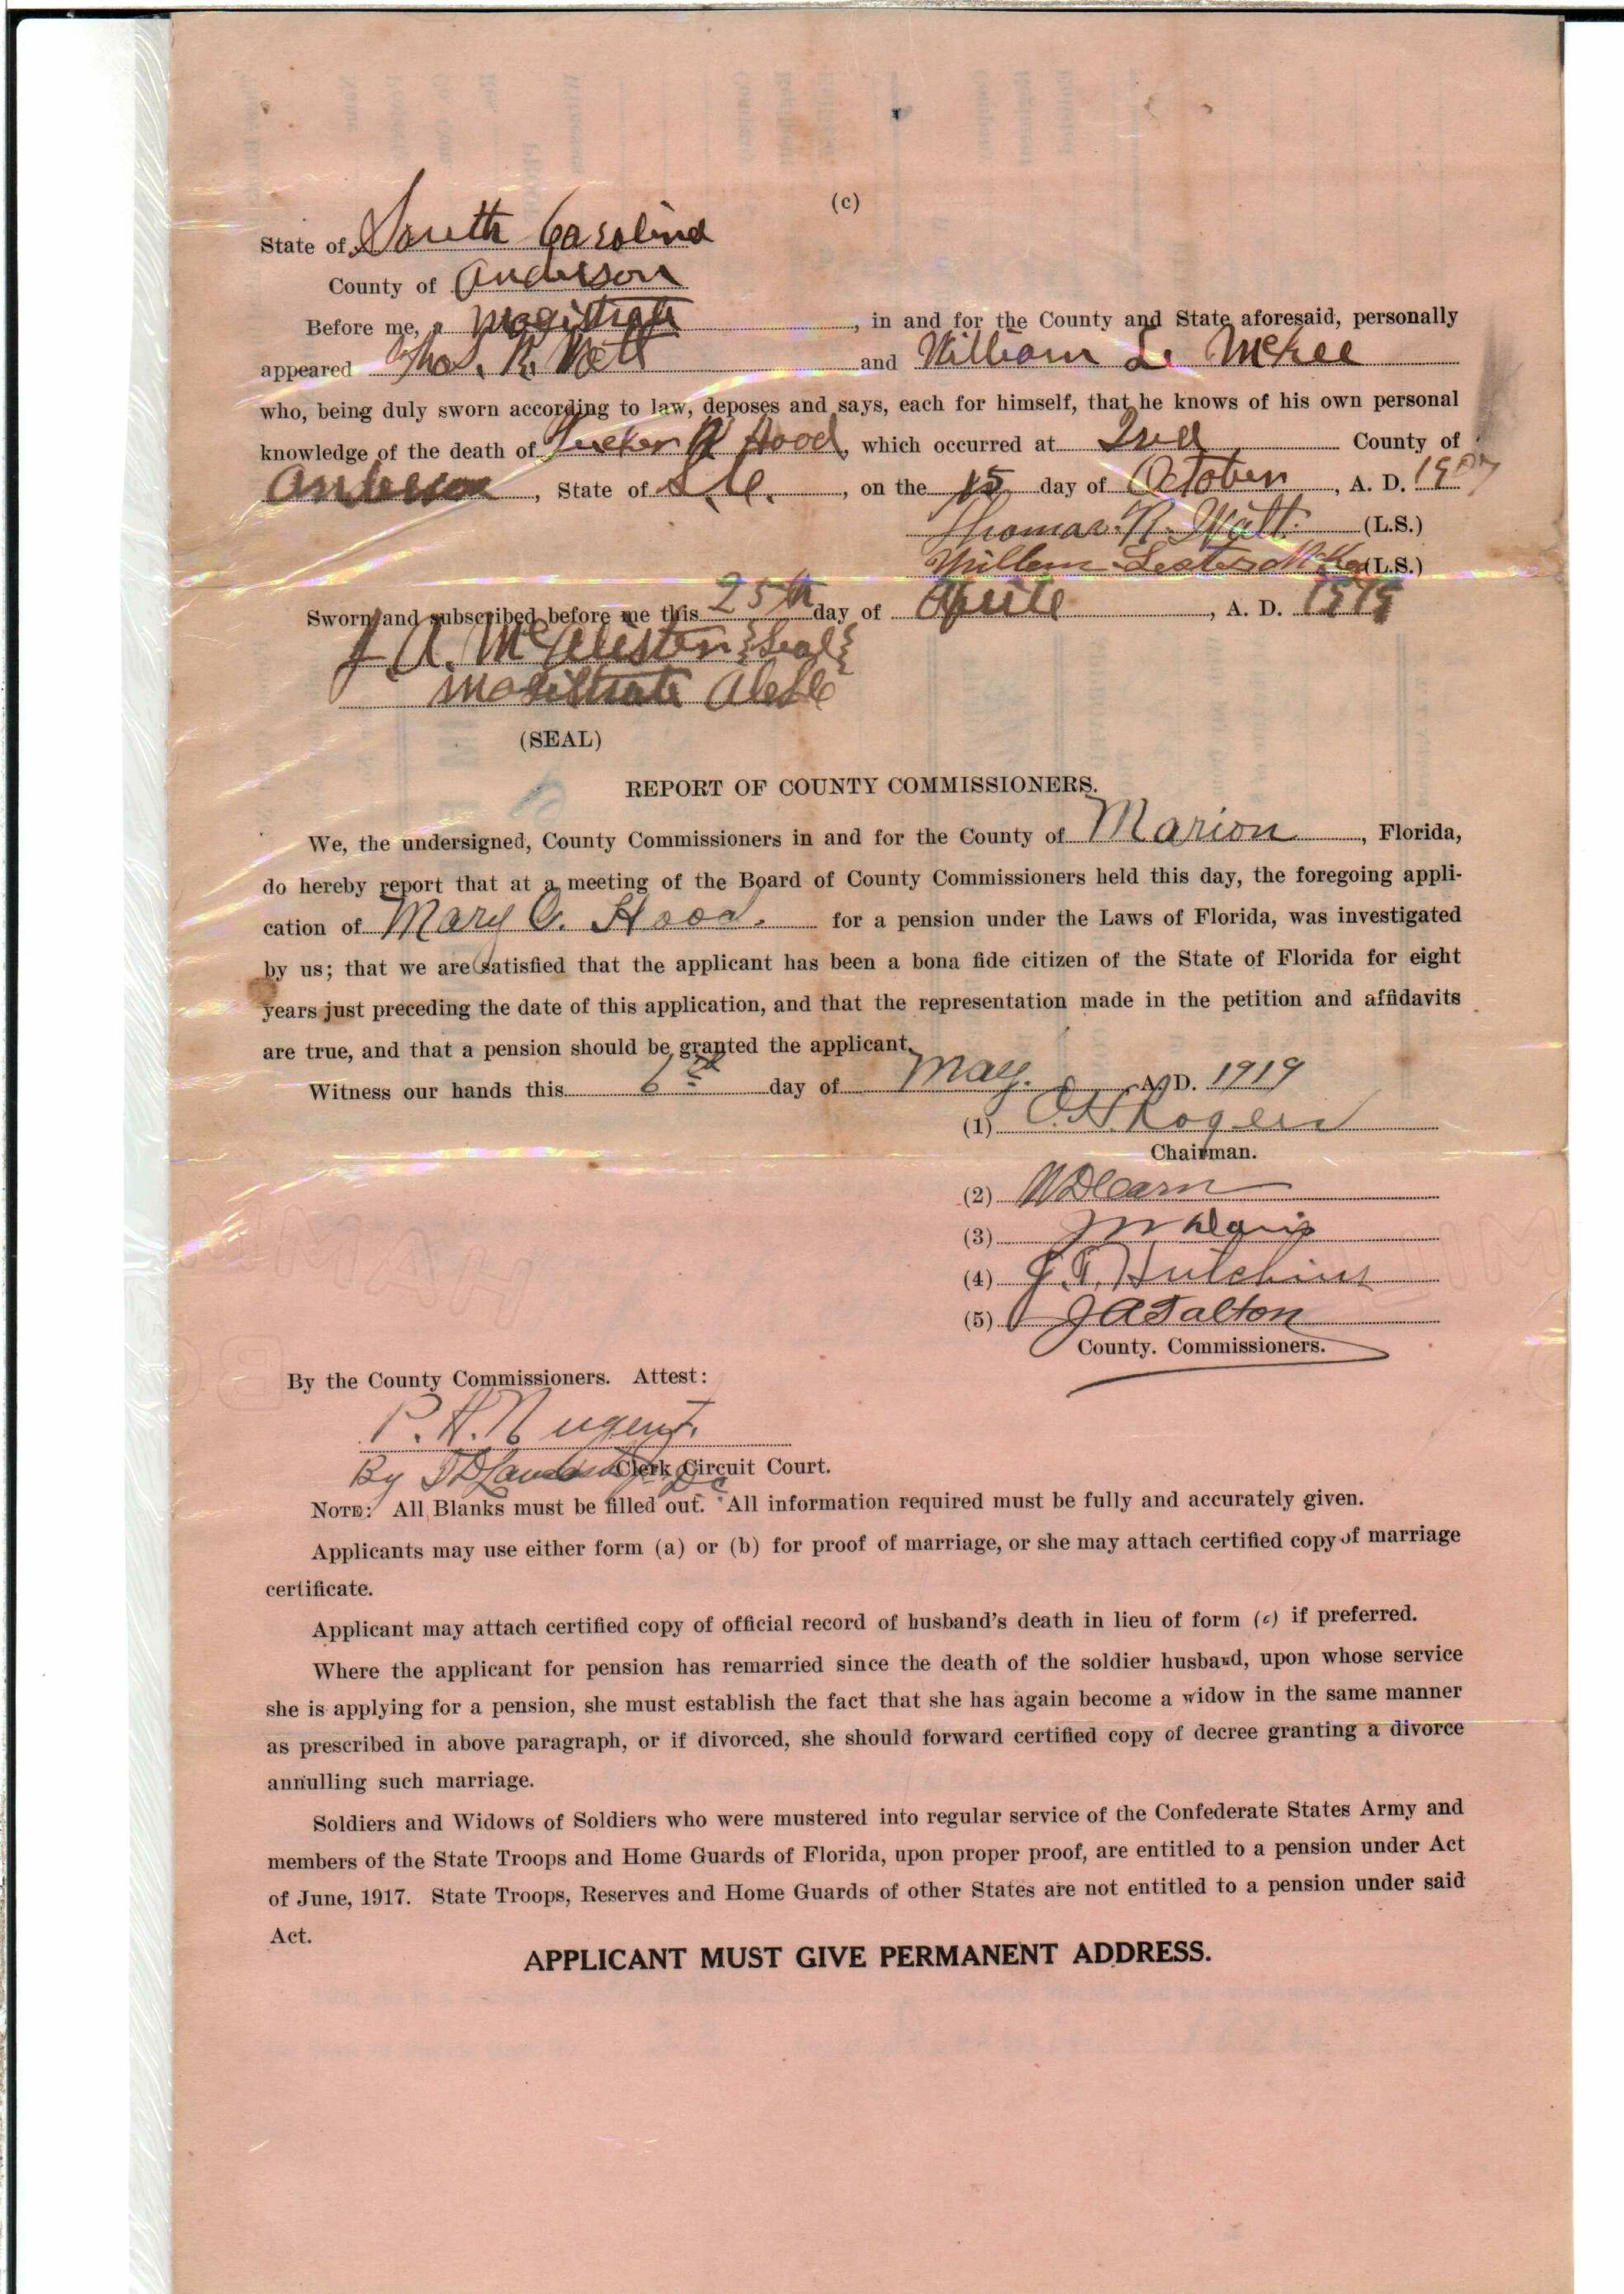 (c)
State of South Carolina
County of Anderson
Before me, a Magistrate, in and for the County and State aforesaid, personally
appeared Thos. R. Watt and William L. McKee
who, being duly sworn according to law, deposes and says, each for himself, that he knows of his own personal
knowledge of the death of Tucker Hood, which occurred at County of
Anderson, State of S.C., on the 15 day of October, A. D. 1907
Thomas. R. Watt. (L.S.)
Willem Lester McKee (L.S.)
Sworn and subscribed before me this 25th day of Aprile, A. D. 1919
J A. McAlister {Seal}
Magistrate
(SEAL)
REPORT OF COUNTY COMMISSIONERS.
We, the undersigned, County Commissioners in and for the County of Marion, Florida,
do hereby report that at a meeting of the Board of County Commissioners held this day, the foregoing appli-
cation of Mary O. Hood. for a pension under the Laws of Florida, was investigated
by us; that we are satisfied that the applicant has been a bona fide citizen of the State of Florida for eight
years just preceding the date of this application, and that the representation made in the petition and affidavits
are true, and that a pension should be granted the applicant.
Witness our hands this 6 day of May. A. D. 1919
(1) Rogers
Chairman.
(2) W D Carn
(3) Davis
(4) J.T. Hutchins
(5) J A Talton
County. Commissioners.
By the County Commissioners. Attest:
P. H. Nugent.
By Clerk Circuit Court.
NOTE: All Blanks must be filled out. All information required must be fully and accurately given.
Applicants may use either form (a) or (b) for proof of marriage, or she may attach certified copy of marriage
certificate.
Applicant may attach certified copy of official record of husband's death in lieu of form (c) if preferred.
Where the applicant for pension has remarried since the death of the soldier husband, upon whose service
she is applying for a pension, she must establish the fact that she has again become a widow in the same manner
as prescribed in above paragraph, or if divorced, she should forward certified copy of decree granting a divorce
annulling such marriage.
Soldiers and Widows of Soldiers who were mustered into regular service of the Confederate States Army and
members of the State Troops and Home Guards of Florida, upon proper proof, are entitled to a pension under Act
of June, 1917. State Troops, Reserves and Home Guards of other States are not entitled to a pension under said
Act.
APPLICANT MUST GIVE PERMANENT ADDRESS.